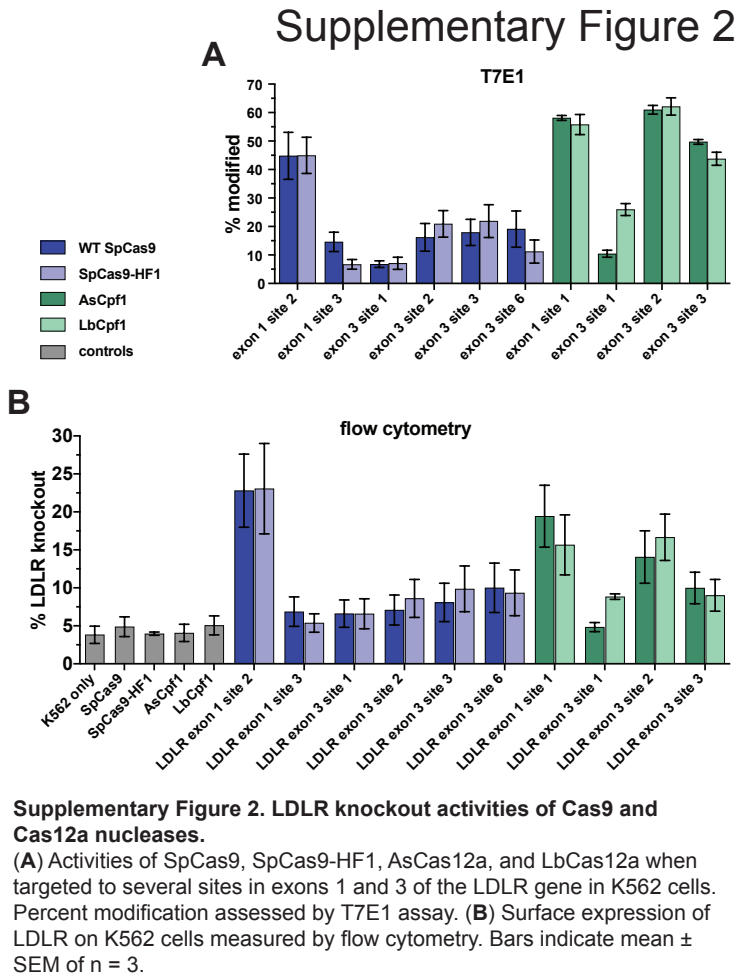 Supplementary Figure 2
A
T7E1
70
60
50
40
30
20
10
0
% modified
WT SpCas9
SpCas9-HF1
AsCpf1
LbCpf1
controls
exon 1 site 2
exon 1 site 3
exon 3 site 1
exon 3 site 2
exon 3 site 3
exon 3 site 6
exon 1 site 1
exon 3 site 1
exon 3 site 2
exon 3 site 3
B
flow cytometry
30
25
20
15
10
5
0
% LDLR knockout
K562 only
SpCas9
SpCas9-HF1
AsCpf1
LbCpf1
LDLR exon 1 site 2
LDLR exon 1 site 3
LDLR exon 3 site 1
LDLR exon 3 site 2
LDLR exon 3 site 3
LDLR exon 3 site 6
LDLR exon 1 site 1
LDLR exon 3 site 1
LDLR exon 3 site 2
LDLR exon 3 site 3
Supplementary Figure 2. LDLR knockout activities of Cas9 and
Cas12a nucleases.
(A) Activities of SpCas9, SpCas9-HF1, AsCas12a, and LbCas12a when
targeted to several sites in exons 1 and 3 of the LDLR gene in K562 cells.
Percent modification assessed by T7E1 assay. (B) Surface expression of
LDLR on K562 cells measured by flow cytometry. Bars indicate mean ±
SEM of n = 3.